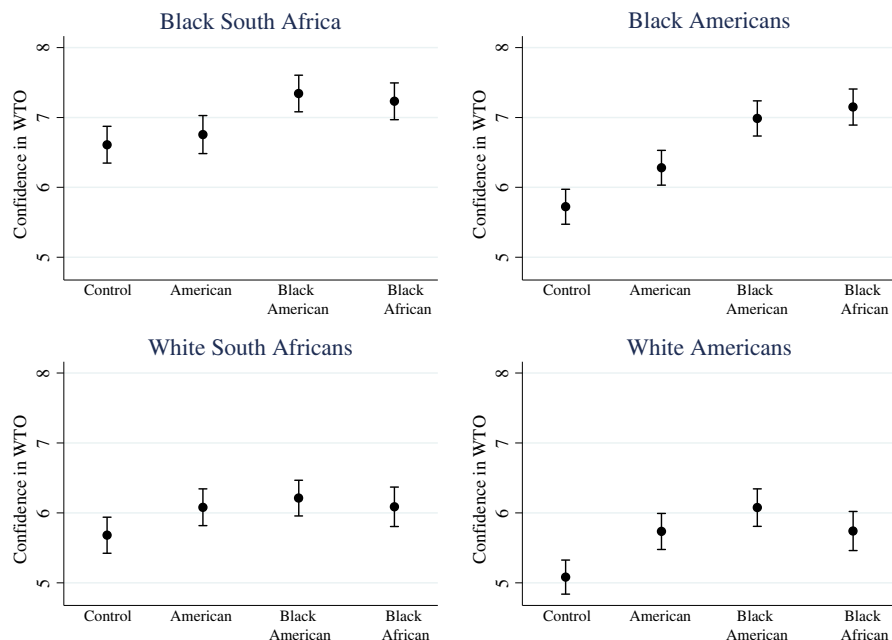 Black South Africa
Confidence in WTO
8
7
6
5
Control
American
Black
American
Black
African
Black Americans
Confidence in WTO
8
7
6
5
Control
American
Black
American
Black
African
White South Africans
Confidence in WTO
8
7
6
5
Control
American
Black
American
Black
African
White Americans
Confidence in WTO
8
7
6
5
Control
American
Black
American
Black
African